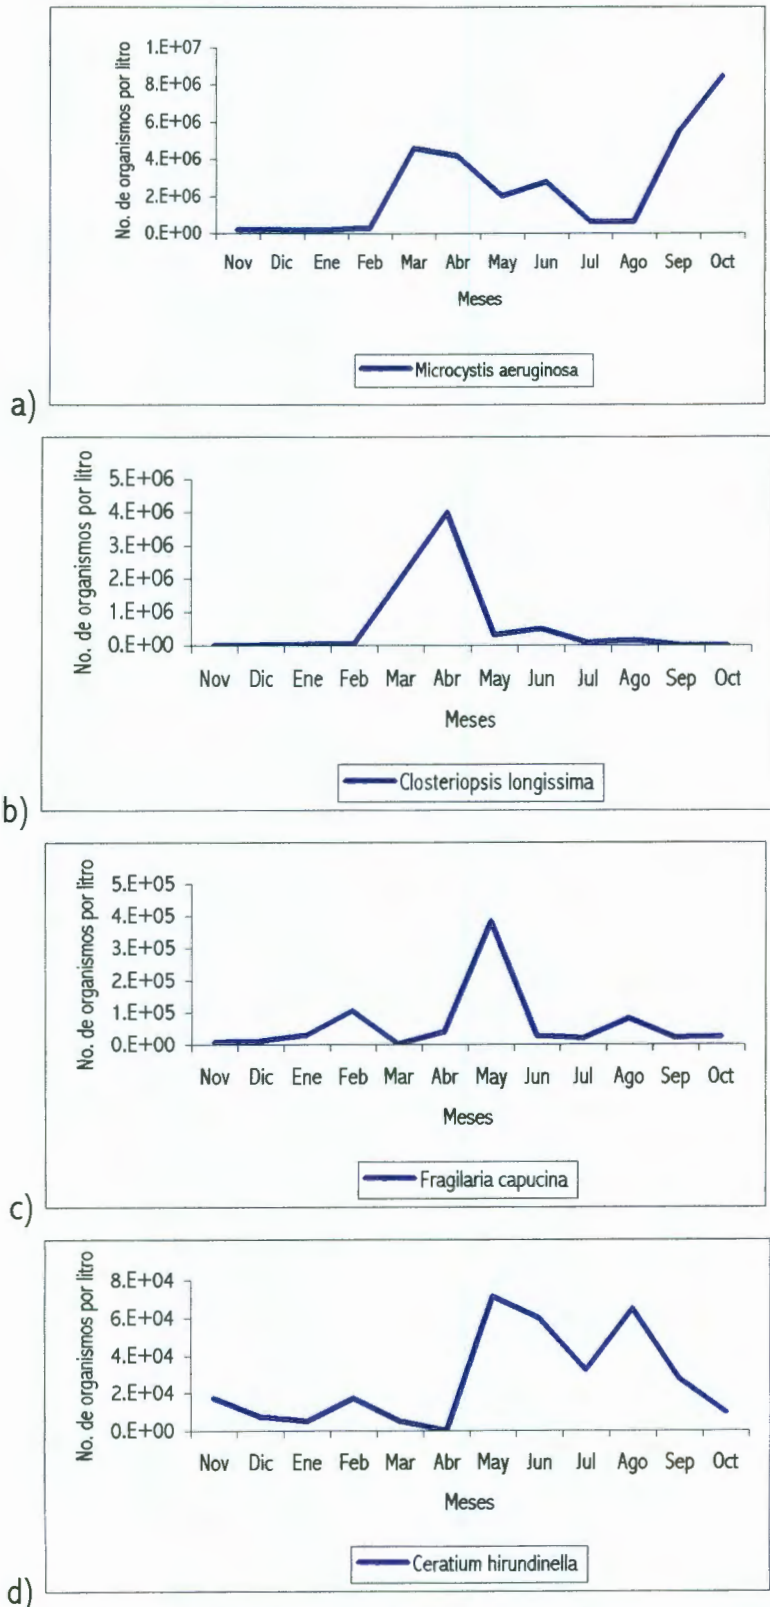 No. de organismos por litro
1.E+07
8.E+06
6.E+06
4.E+06
2.E+06
0.E+00
Nov Dic Ene Feb Mar Abr May Jun Jul Ago Sep Oct
Meses
Microcystis aeruginosa
a)
No. de organismos por litro
5.E+06
4.E+06
3.E+06
2.E+06
1.E+06
0.E+00
Nov Dic Ene Feb Mar Abr May Jun Jul Ago Sep Oct
Meses
Closteriopsis longissima
b)
No. de organismos por litro
5.E+05
4.E+05
3.E+05
2.E+05
1.E+05
0.E+00
Nov Dic Ene Feb Mar Abr May Jun Jul Ago Sep Oct
Meses
Fragilaria capucina
c)
No. de organismos por litro
8.E+04
6.E+04
4.E+04
2.E+04
0.E+00
Nov Dic Ene Feb Mar Abr May Jun Jul Ago Sep Oct
Meses
Ceratium hirundinella
d)